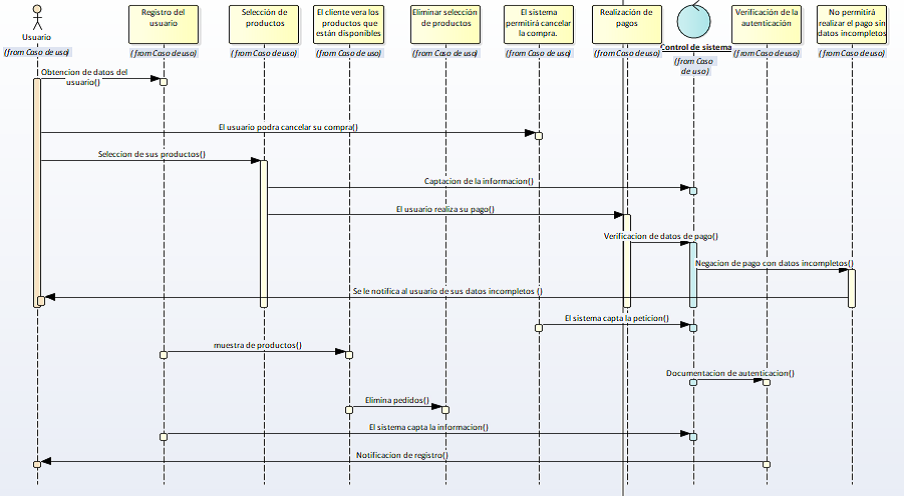 Usuario
(from Caso de uso)
Registro del
usuario
(from Caso de uso)
Selección de
productos
(from Caso de uso)
El cliente vera los
productos que
están disponibles
(from Caso de uso)
Eliminar selección
de productos
(from Caso de uso)
El sistema
permitirá cancelar
la compra.
(from Caso de uso)
Realización de
pagos
(from Caso de uso)
Control de sistema
(from Caso
de uso)
Verificación de la
autenticación
(from Caso de uso)
No permitirá
realizar el pago sin
datos incompletos
(from Caso de uso)
Obtencion de datos del
usuario()
El usuario podra cancelar su compra()
Seleccion de sus productos()
Captacion de la informacion()
El usuario realiza su pago()
Verificacion de datos de pago()
Negacion de pago con datos incompletos()
Se le notifica al usuario de sus datos incompletos ()
El sistema capta la peticion()
muestra de productos()
Documentacion de autenticacion()
Elimina pedidos()
El sistema capta la informacion()
Notificacion de registro()